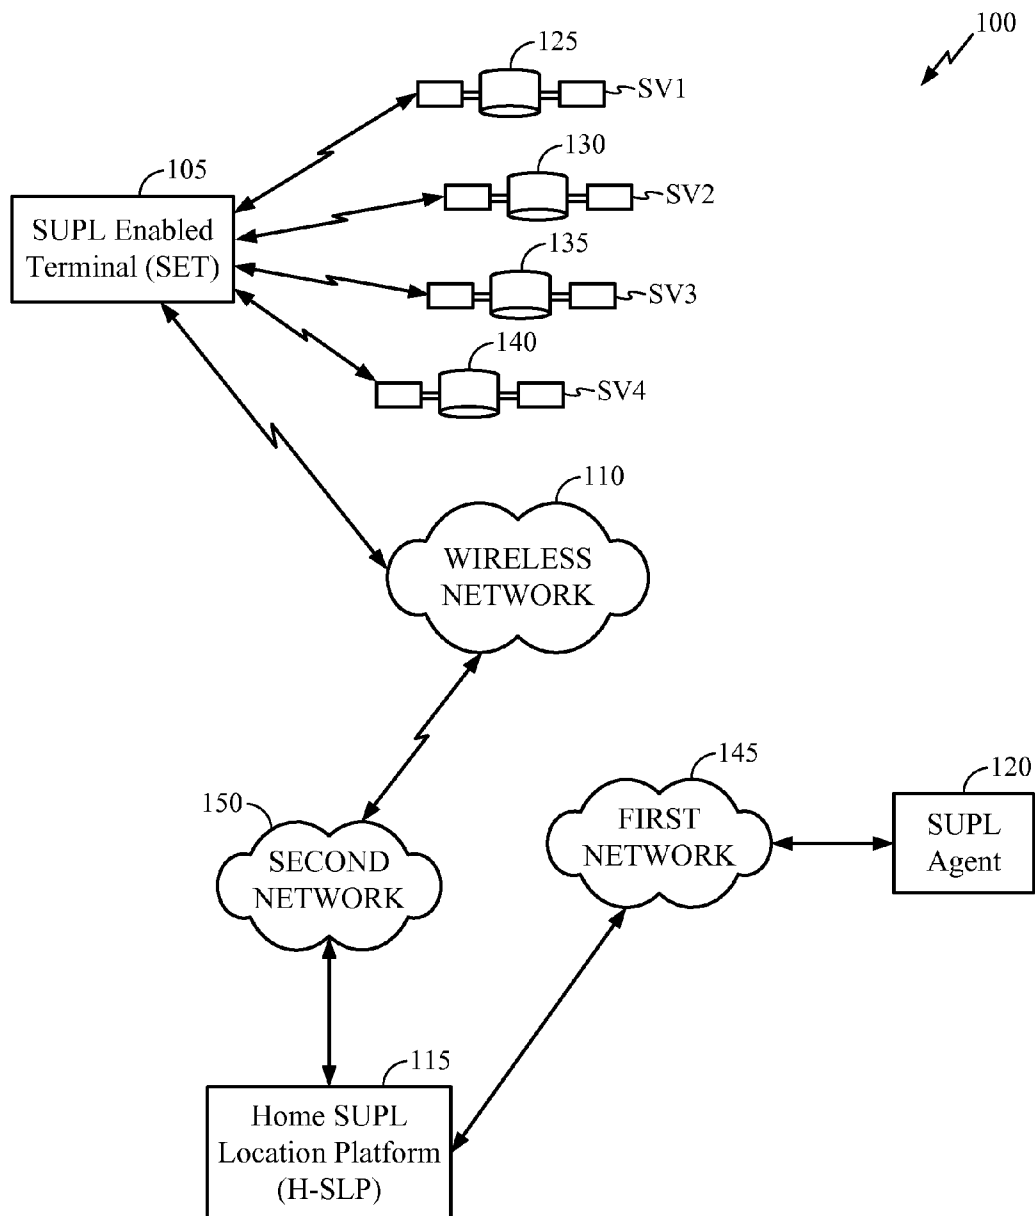 100
125
SV1
130
SV2
105
SUPL Enabled
Terminal (SET)
135
SV3
140
SV4
110
WIRELESS
NETWORK
145
FIRST
NETWORK
120
SUPL
Agent
150
SECOND
NETWORK
115
Home SUPL
Location Platform
(H-SLP)